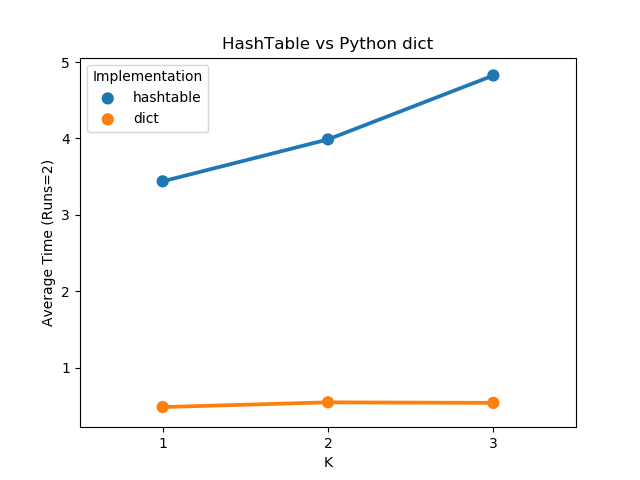 HashTable vs Python dict
Implementation
hashtable
dict
Average Time (Runs=2)
5
4
3
2
1
1 2 3
K